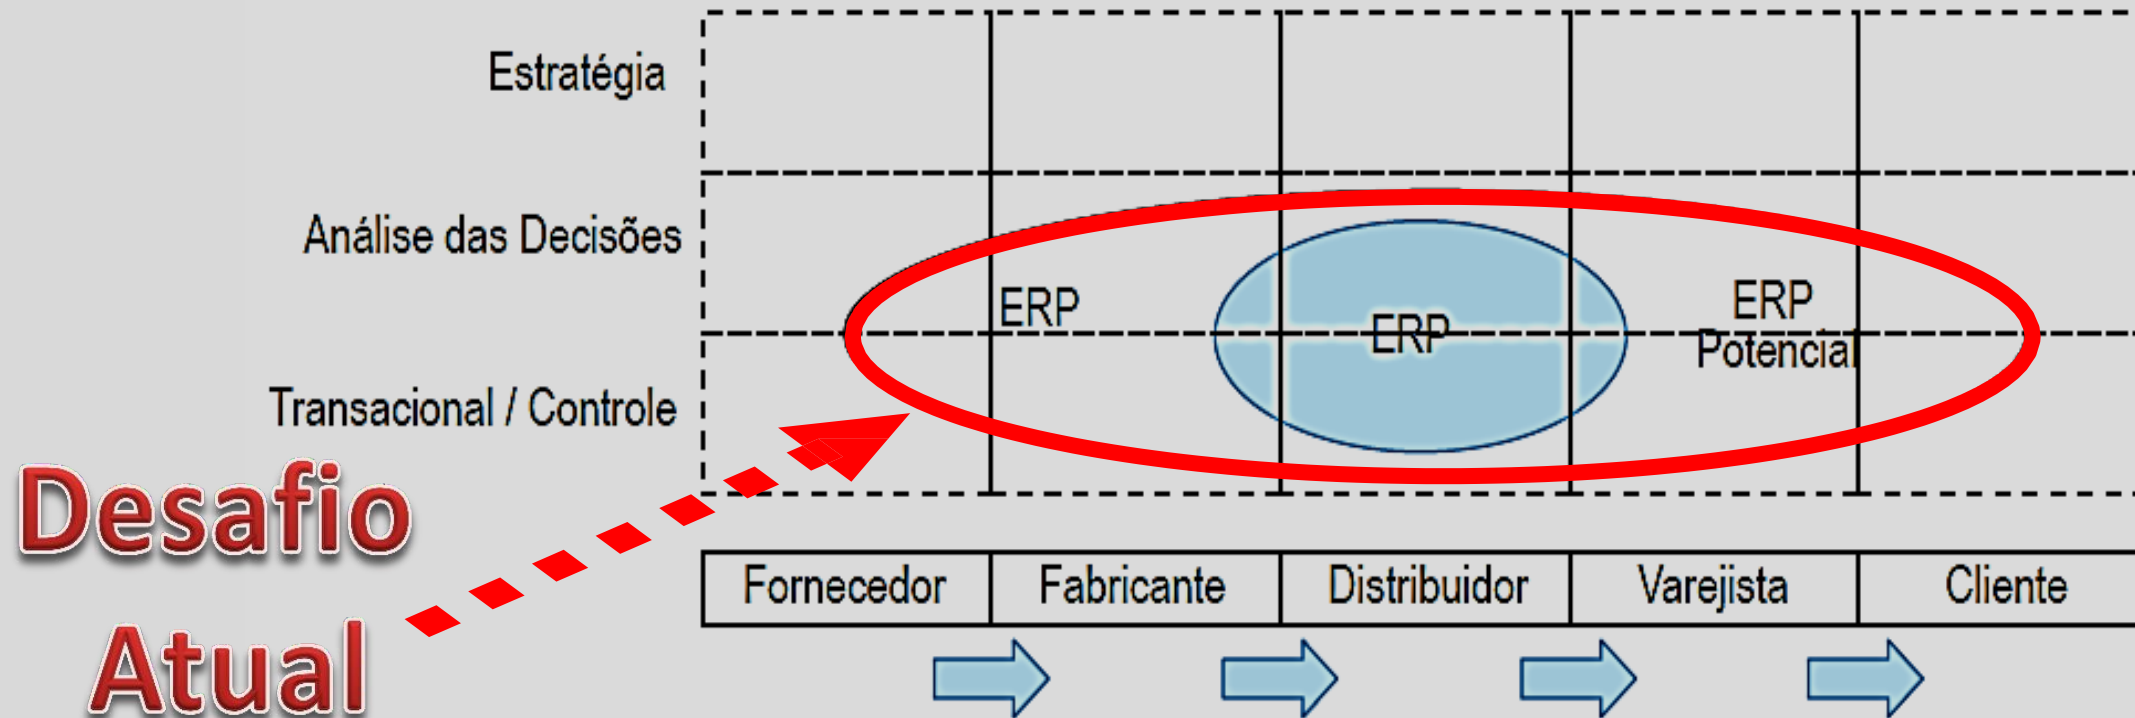 Estratégia
Análise das Decisões
ERP
ERP
ERP
Potencial
Transacional / Controle
Desafio
Atual
Fornecedor
Fabricante
Distribuidor
Varejista
Cliente